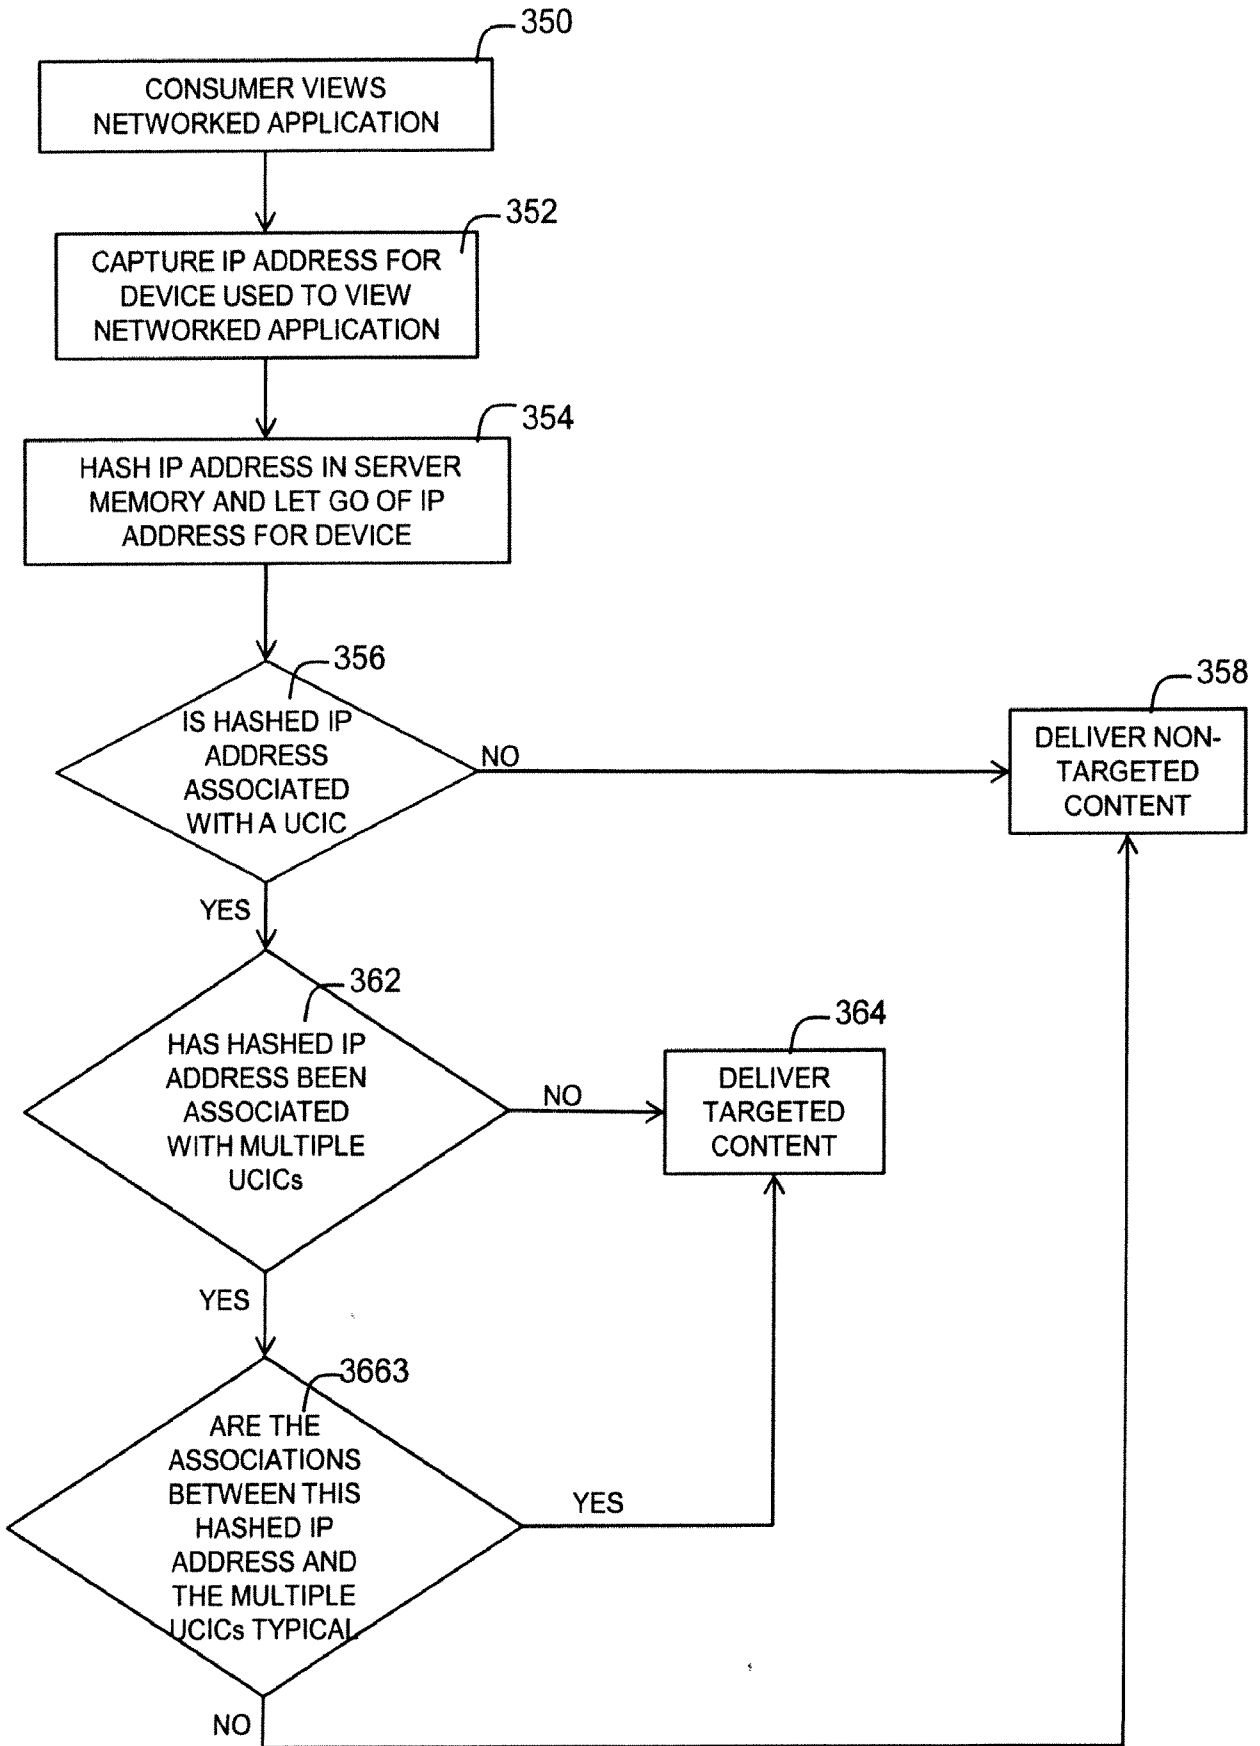 350
CONSUMER VIEWS
NETWORKED APPLICATION
352
CAPTURE IP ADDRESS FOR
DEVICE USED TO VIEW
NETWORKED APPLICATION
354
HASH IP ADDRESS IN SERVER
MEMORY AND LET GO OF IP
ADDRESS FOR DEVICE
356
IS HASHED IP
ADDRESS
ASSOCIATED
WITH A UCIC
NO
358
DELIVER NON-
TARGETED
CONTENT
YES
362
HAS HASHED IP
ADDRESS BEEN
ASSOCIATED
WITH MULTIPLE
UCICs
NO
364
DELIVER
TARGETED
CONTENT
YES
3663
ARE THE
ASSOCIATIONS
BETWEEN THIS
HASHED IP
ADDRESS AND
THE MULTIPLE
UCICs TYPICAL
YES
NO